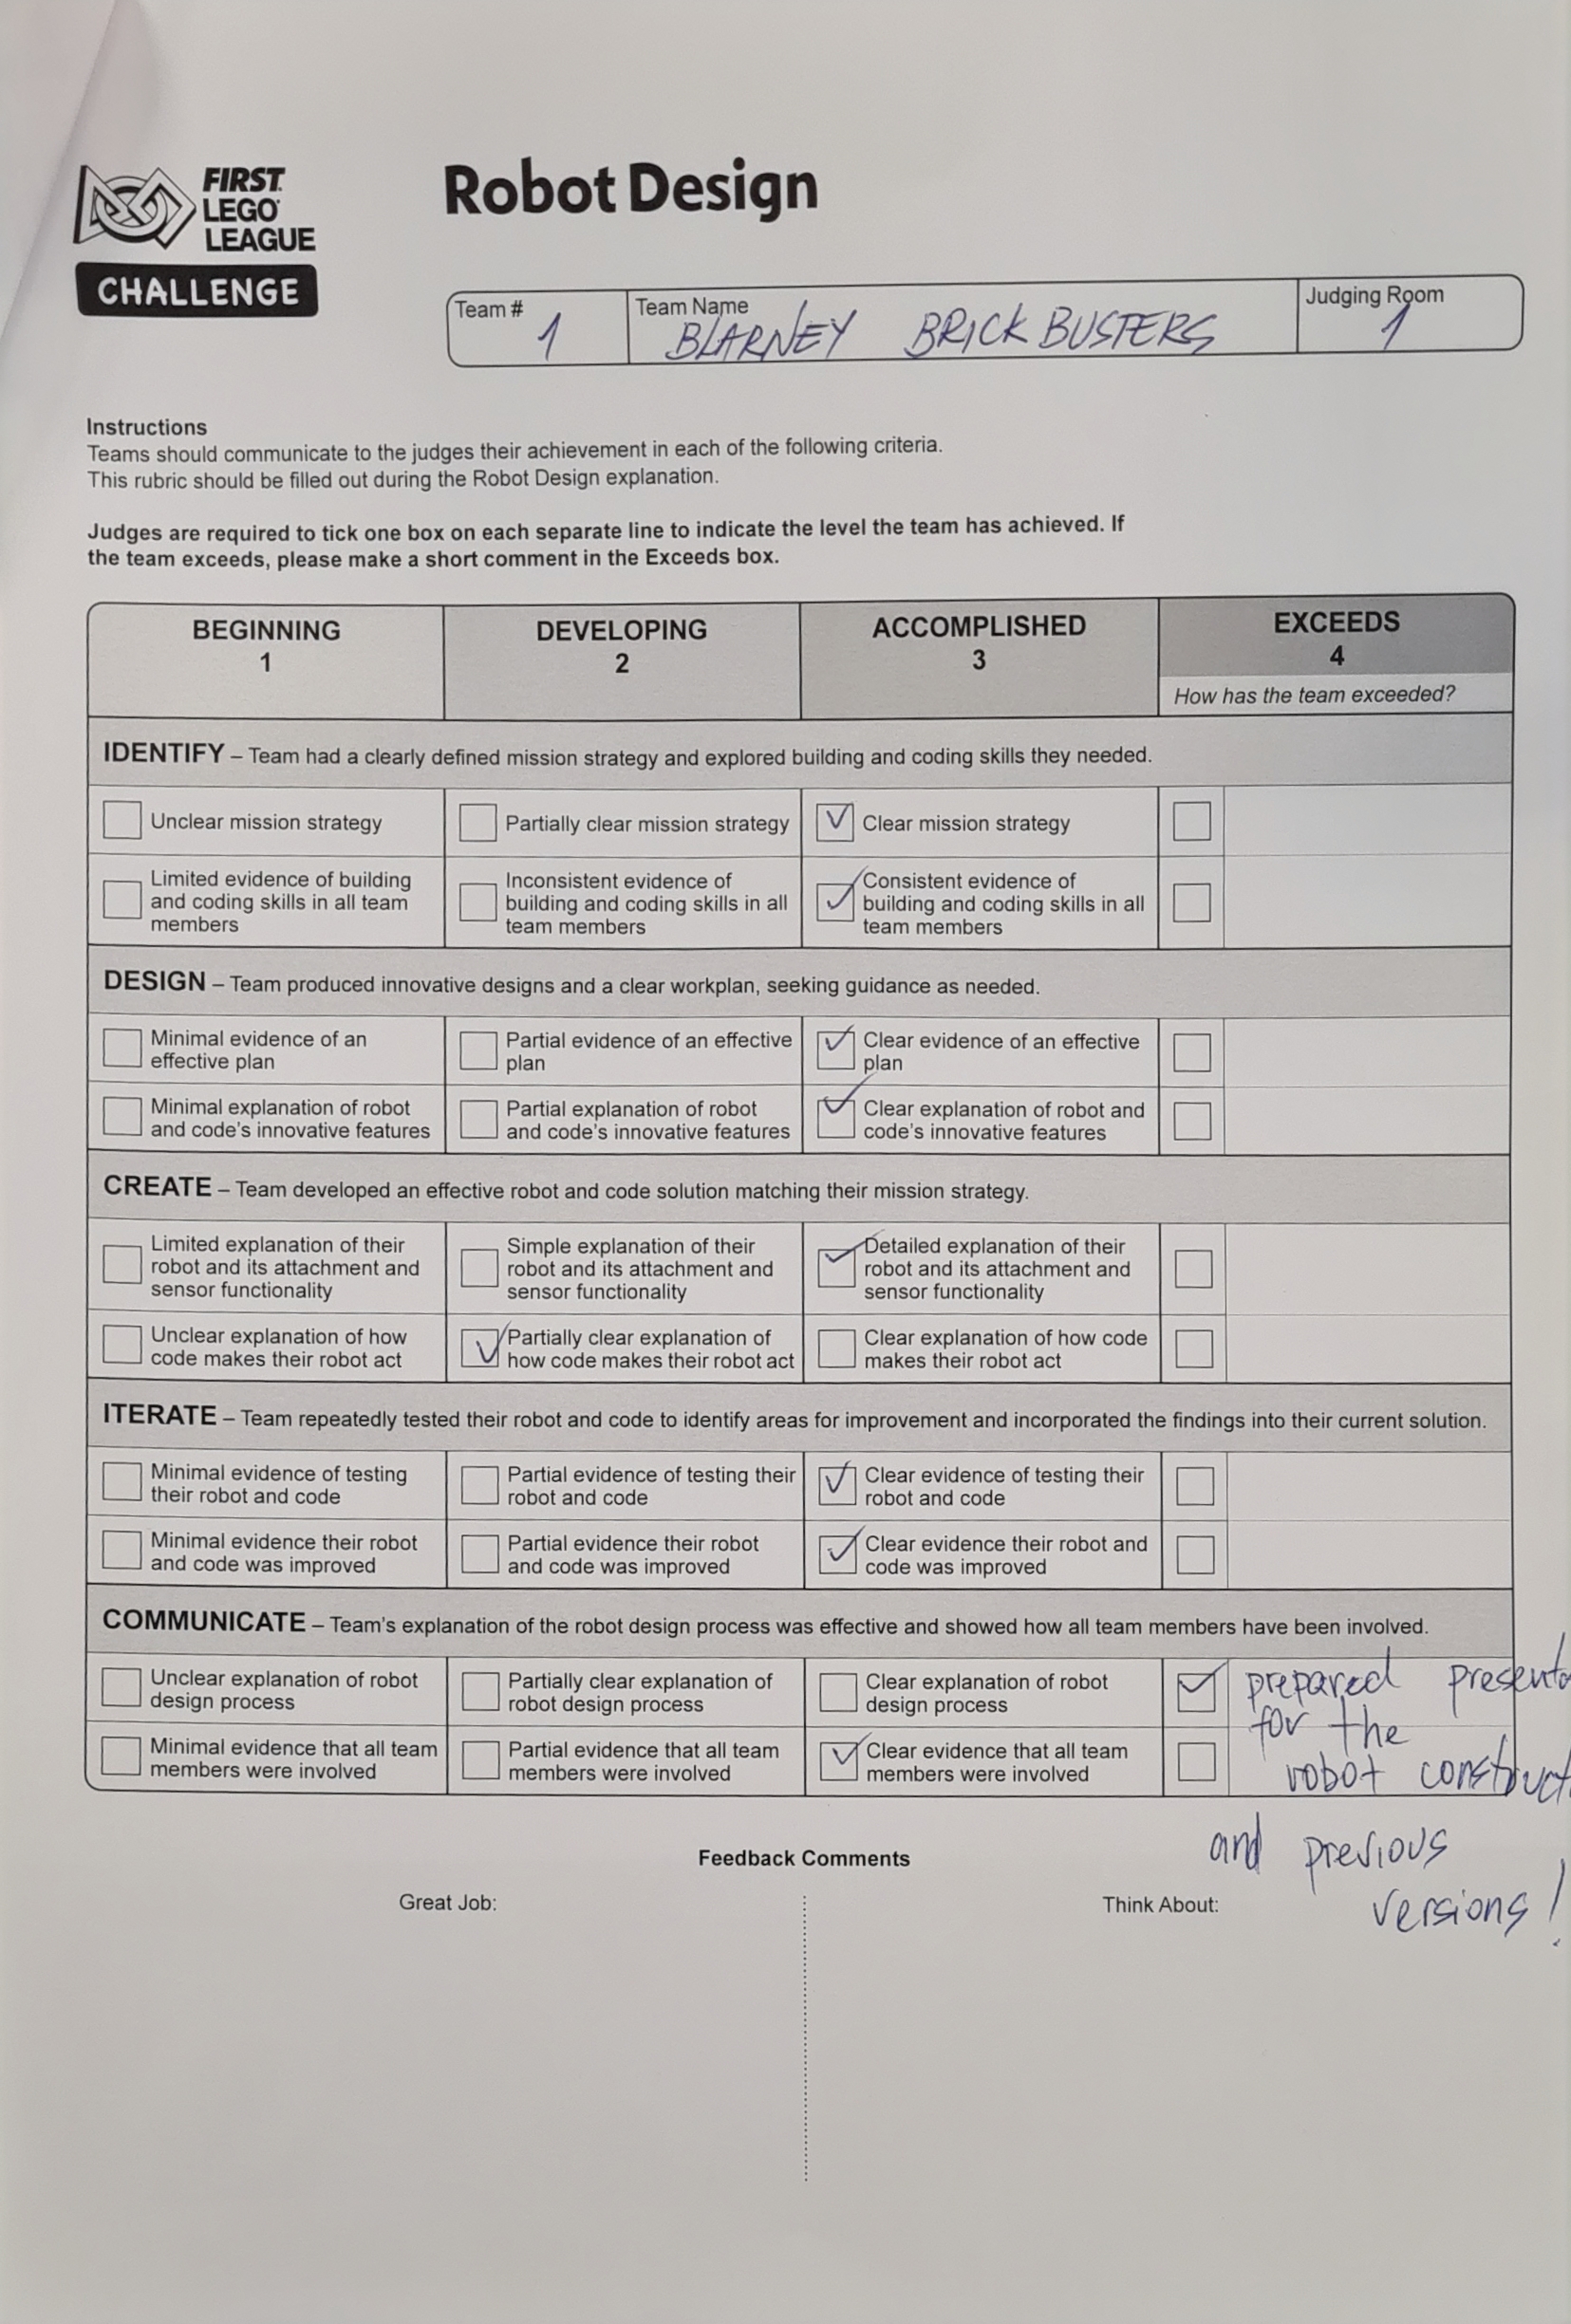 FIRST
LEGO
LEAGUE
CHALLENGE
Robot Design
Team #
1
Team Name
BLARNEY BRICK BUSTERS
Judging Room
1
Instructions
Teams should communicate to the judges their achievement in each of the following criteria.
This rubric should be filled out during the Robot Design explanation.
Judges are required to tick one box on each separate line to indicate the level the team has achieved. If
the team exceeds, please make a short comment in the Exceeds box.
BEGINNING
1
DEVELOPING
2
ACCOMPLISHED
3
EXCEEDS
4
How has the team exceeded?
IDENTIFY – Team had a clearly defined mission strategy and explored building and coding skills they needed.
Unclear mission strategy
Partially clear mission strategy
Clear mission strategy
Limited evidence of building
and coding skills in all team
members
Inconsistent evidence of
building and coding skills in all
team members
Consistent evidence of
building and coding skills in all
team members
DESIGN – Team produced innovative designs and a clear workplan, seeking guidance as needed.
Minimal evidence of an
effective plan
Partial evidence of an effective
plan
Clear evidence of an effective
plan
Minimal explanation of robot
and code's innovative features
Partial explanation of robot
and code's innovative features
Clear explanation of robot and
code's innovative features
CREATE – Team developed an effective robot and code solution matching their mission strategy.
Limited explanation of their
robot and its attachment and
sensor functionality
Simple explanation of their
robot and its attachment and
sensor functionality
Detailed explanation of their
robot and its attachment and
sensor functionality
Unclear explanation of how
code makes their robot act
Partially clear explanation of
how code makes their robot act
Clear explanation of how code
makes their robot act
ITERATE – Team repeatedly tested their robot and code to identify areas for improvement and incorporated the findings into their current solution.
Minimal evidence of testing
their robot and code
Partial evidence of testing their
robot and code
Clear evidence of testing their
robot and code
Minimal evidence their robot
and code was improved
Partial evidence their robot
and code was improved
Clear evidence their robot and
code was improved
COMMUNICATE – Team's explanation of the robot design process was effective and showed how all team members have been involved.
Unclear explanation of robot
design process
Partially clear explanation of
robot design process
Clear explanation of robot
design process
prepared presenta
for the
robot construct
and previous
versions!
Minimal evidence that all team
members were involved
Partial evidence that all team
members were involved
Clear evidence that all team
members were involved
Feedback Comments
Great Job:
Think About: